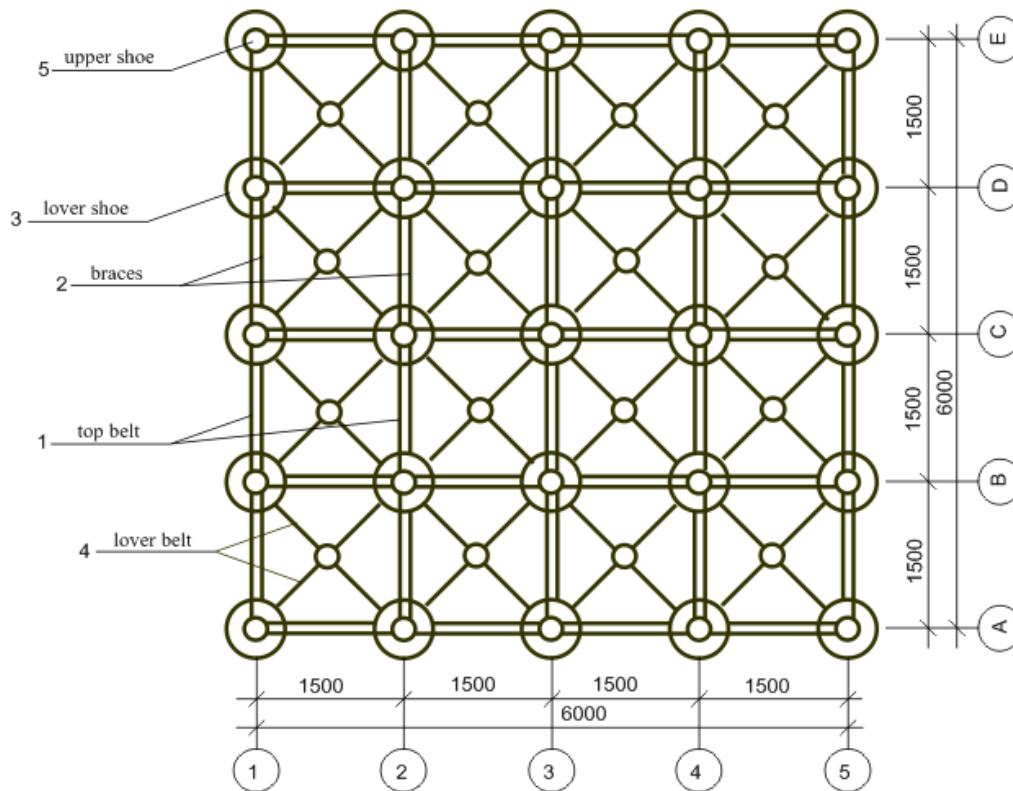 E
5 upper shoe
1500
D
3 lover shoe
2 braces
1500
C
1500
6000
1 top belt
B
4 lover belt
1500
A
1500 1500 1500 1500
6000
1 2 3 4 5